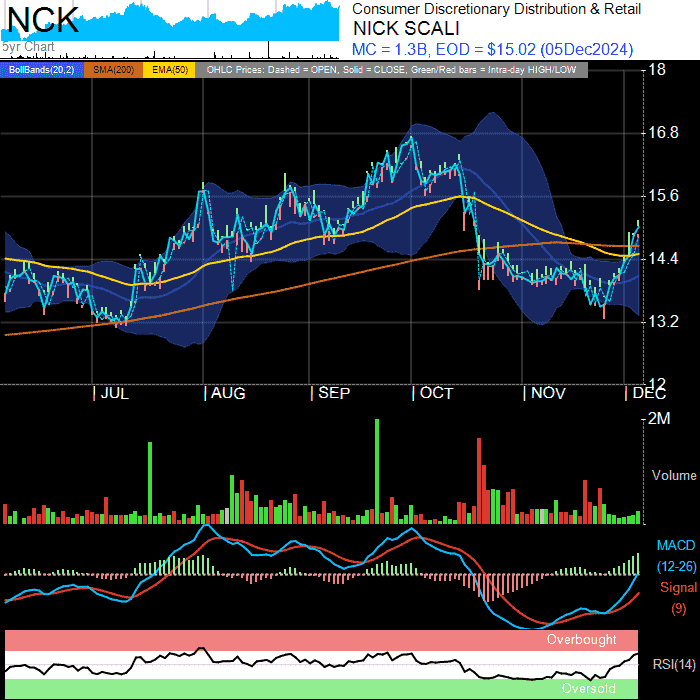 NCK
5yr Chart
Consumer Discretionary Distribution & Retail
NICK SCALI
MC = 1.3B, EOD = $15.02 (05Dec2024)
BollBands(20,2) SMA(200) EMA(50) OHLC Prices: Dashed = OPEN, Solid = CLOSE, Green/Red bars = Intra-day HIGH/LOW
18
16.8
15.6
14.4
13.2
12
| JUL | AUG | SEP | OCT | NOV | DEC
2M
Volume
MACD
(12-26)
Signal
(9)
Overbought
RSI(14)
Oversold